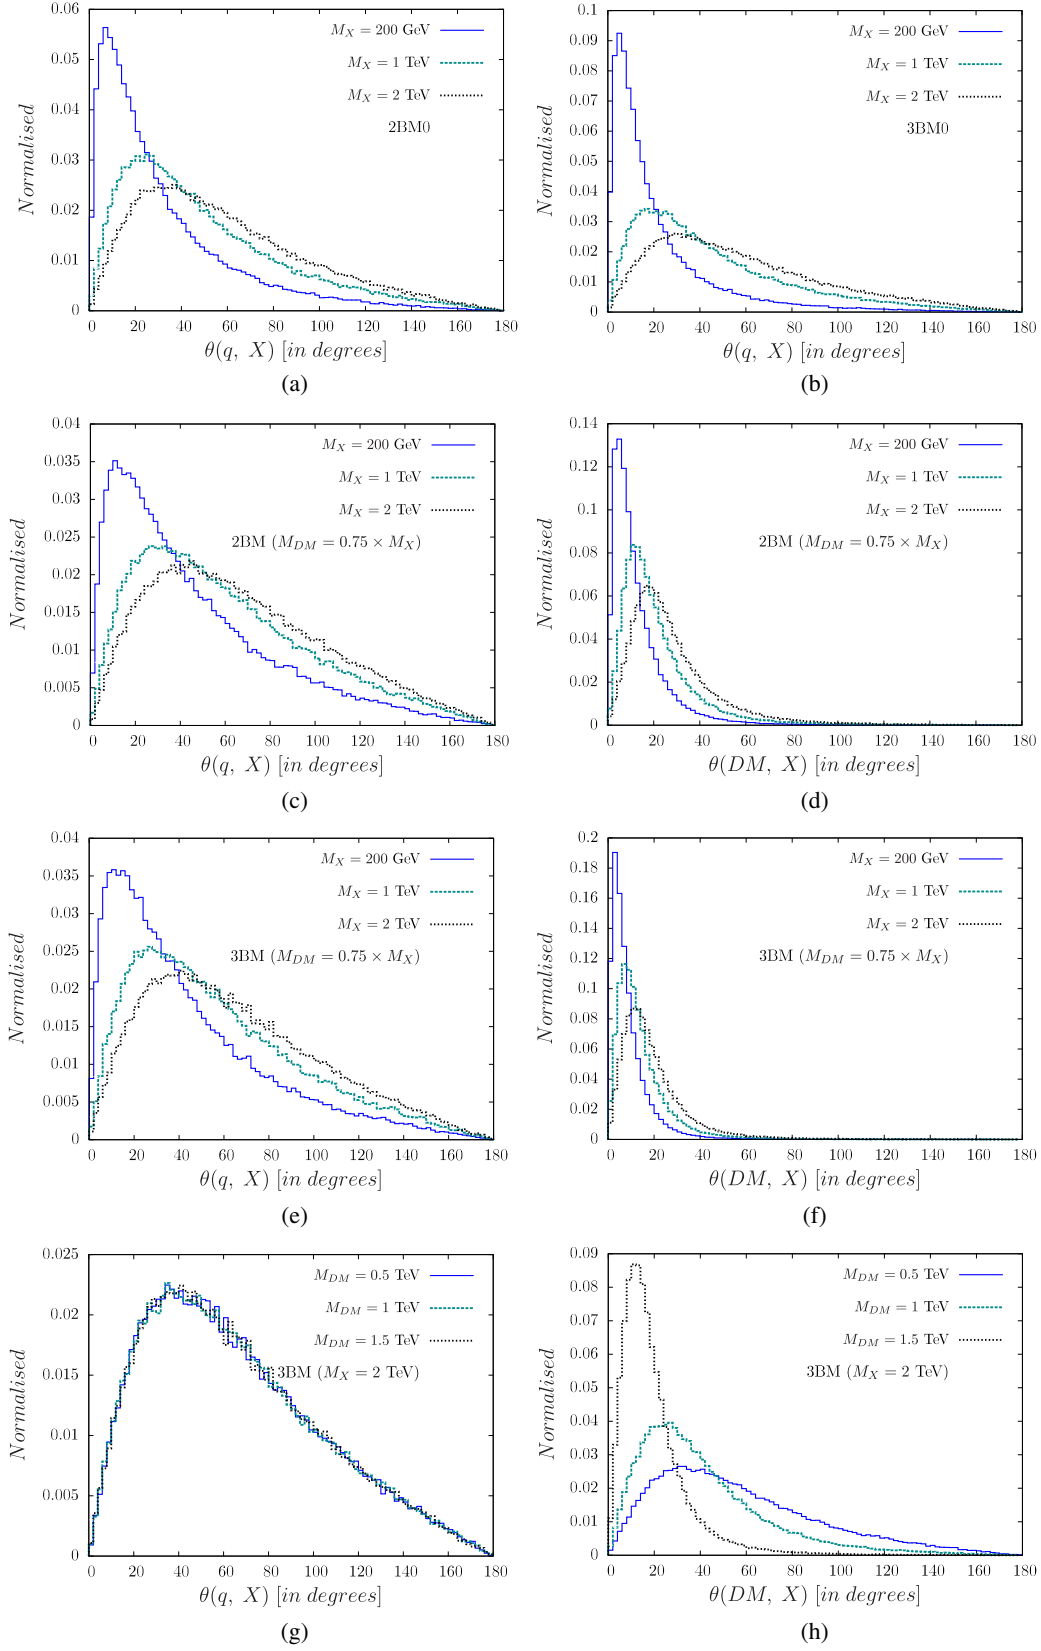 0.06
0.05
0.04
0.03
0.02
0.01
0
Normalised
M_X = 200 GeV
M_X = 1 TeV
M_X = 2 TeV
2BM0
0 20 40 60 80 100 120 140 160 180
θ(q, X) [in degrees]
(a)
0.1
0.09
0.08
0.07
0.06
0.05
0.04
0.03
0.02
0.01
0
Normalised
M_X = 200 GeV
M_X = 1 TeV
M_X = 2 TeV
3BM0
0 20 40 60 80 100 120 140 160 180
θ(q, X) [in degrees]
(b)
0.04
0.035
0.03
0.025
0.02
0.015
0.01
0.005
0
Normalised
M_X = 200 GeV
M_X = 1 TeV
M_X = 2 TeV
2BM (M_DM = 0.75 × M_X)
0 20 40 60 80 100 120 140 160 180
θ(q, X) [in degrees]
(c)
0.14
0.12
0.1
0.08
0.06
0.04
0.02
0
Normalised
M_X = 200 GeV
M_X = 1 TeV
M_X = 2 TeV
2BM (M_DM = 0.75 × M_X)
0 20 40 60 80 100 120 140 160 180
θ(DM, X) [in degrees]
(d)
0.04
0.035
0.03
0.025
0.02
0.015
0.01
0.005
0
Normalised
M_X = 200 GeV
M_X = 1 TeV
M_X = 2 TeV
3BM (M_DM = 0.75 × M_X)
0 20 40 60 80 100 120 140 160 180
θ(q, X) [in degrees]
(e)
0.2
0.18
0.16
0.14
0.12
0.1
0.08
0.06
0.04
0.02
0
Normalised
M_X = 200 GeV
M_X = 1 TeV
M_X = 2 TeV
3BM (M_DM = 0.75 × M_X)
0 20 40 60 80 100 120 140 160 180
θ(DM, X) [in degrees]
(f)
0.025
0.02
0.015
0.01
0.005
0
Normalised
M_DM = 0.5 TeV
M_DM = 1 TeV
M_DM = 1.5 TeV
3BM (M_X = 2 TeV)
0 20 40 60 80 100 120 140 160 180
θ(q, X) [in degrees]
(g)
0.09
0.08
0.07
0.06
0.05
0.04
0.03
0.02
0.01
0
Normalised
M_DM = 0.5 TeV
M_DM = 1 TeV
M_DM = 1.5 TeV
3BM (M_X = 2 TeV)
0 20 40 60 80 100 120 140 160 180
θ(DM, X) [in degrees]
(h)